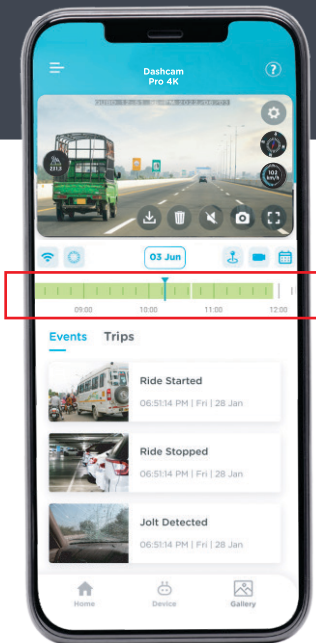 Dashcam
Pro 4K
?
102
km/h
03 Jun
09:00 10:00 11:00 12:00
Events Trips
Ride Started
06:51:14 PM | Fri | 28 Jan
Ride Stopped
06:51:14 PM | Fri | 28 Jan
Jolt Detected
06:51:14 PM | Fri | 28 Jan
Home Device Gallery